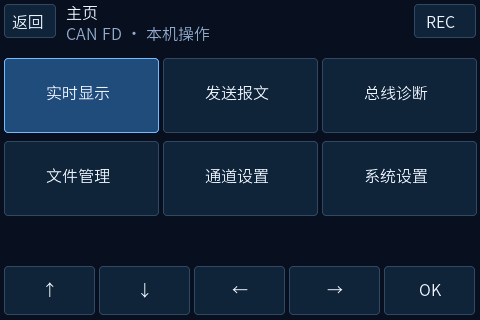 返回
主页
CAN FD · 本机操作
REC
实时显示
发送报文
总线诊断
文件管理
通道设置
系统设置
↑
↓
←
→
OK